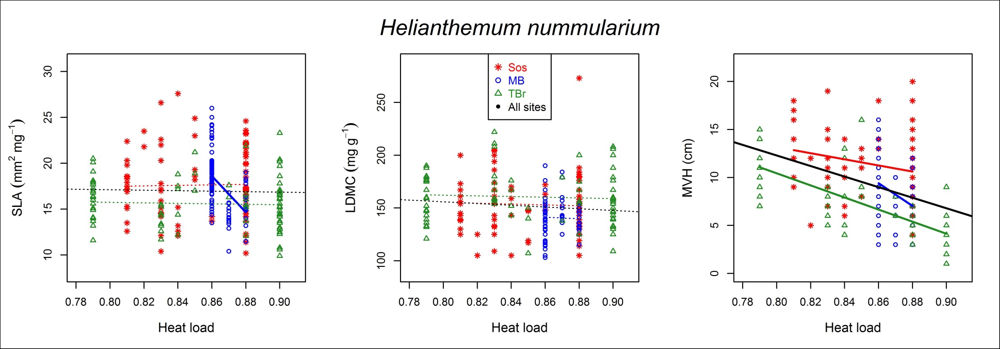 Helianthemum nummularium
SLA (mm² mg⁻¹)
30
25
20
15
10
0.78 0.80 0.82 0.84 0.86 0.88 0.90
Heat load
LDMC (mg g⁻¹)
250
200
150
100
Sos
MB
TBr
All sites
0.78 0.80 0.82 0.84 0.86 0.88 0.90
Heat load
MVH (cm)
20
15
10
5
0
0.78 0.80 0.82 0.84 0.86 0.88 0.90
Heat load